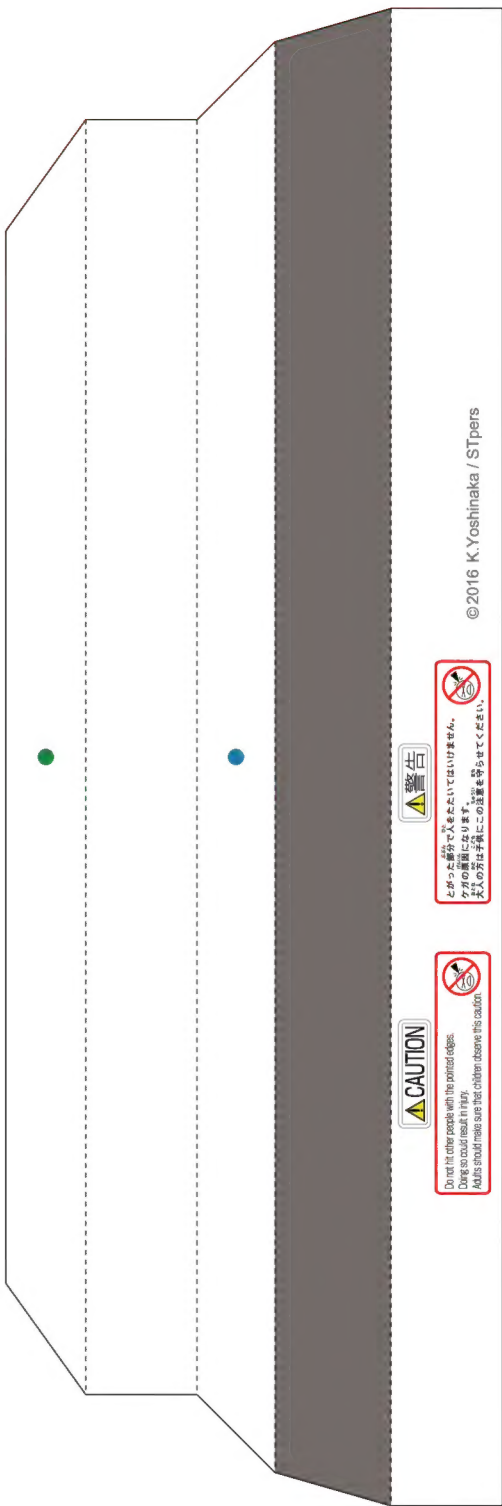 ⚠CAUTION
Do not hit other people with the pointed edges.
Doing so could result in injury.
Adults should make sure that children observe this caution.
⚠警告
とがった部分で人をたたいてはいけません。
ケガの原因になります。
大人の方は子供にこの注意を守らせてください。
©2016 K.Yoshinaka / STpers